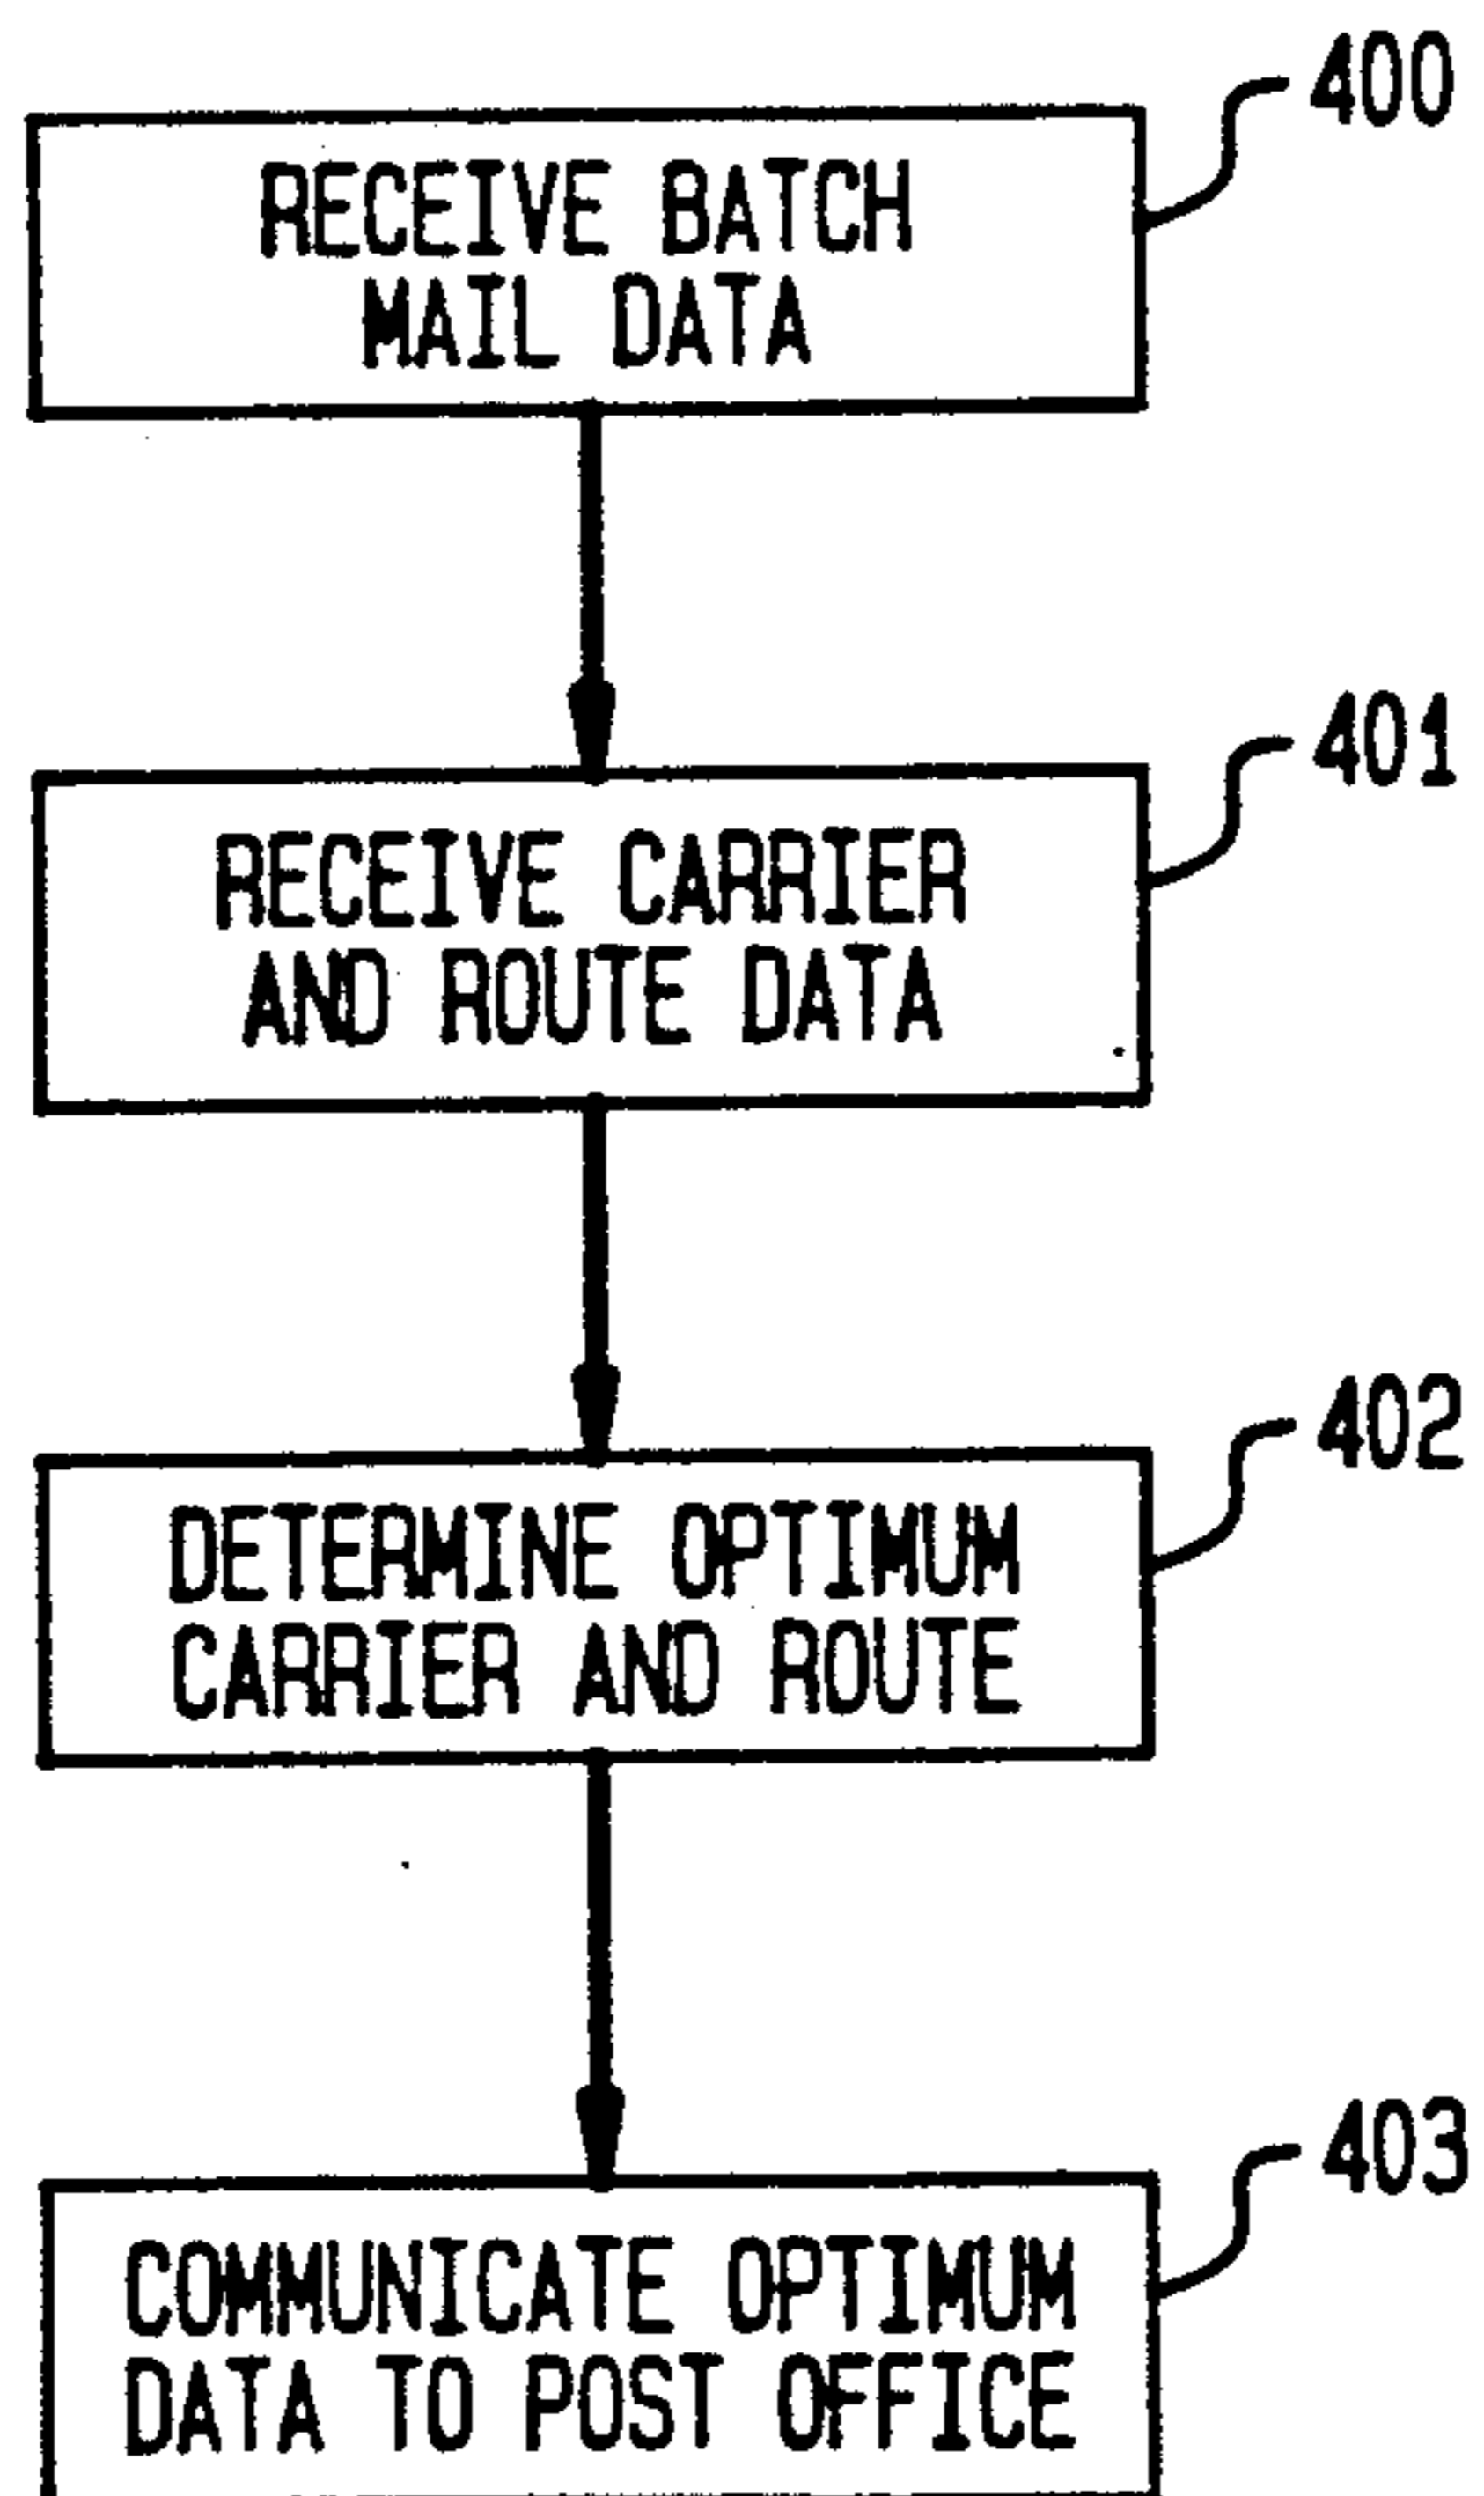 400
RECEIVE BATCH
MAIL DATA
401
RECEIVE CARRIER
AND ROUTE DATA
402
DETERMINE OPTIMUM
CARRIER AND ROUTE
403
COMMUNICATE OPTIMUM
DATA TO POST OFFICE